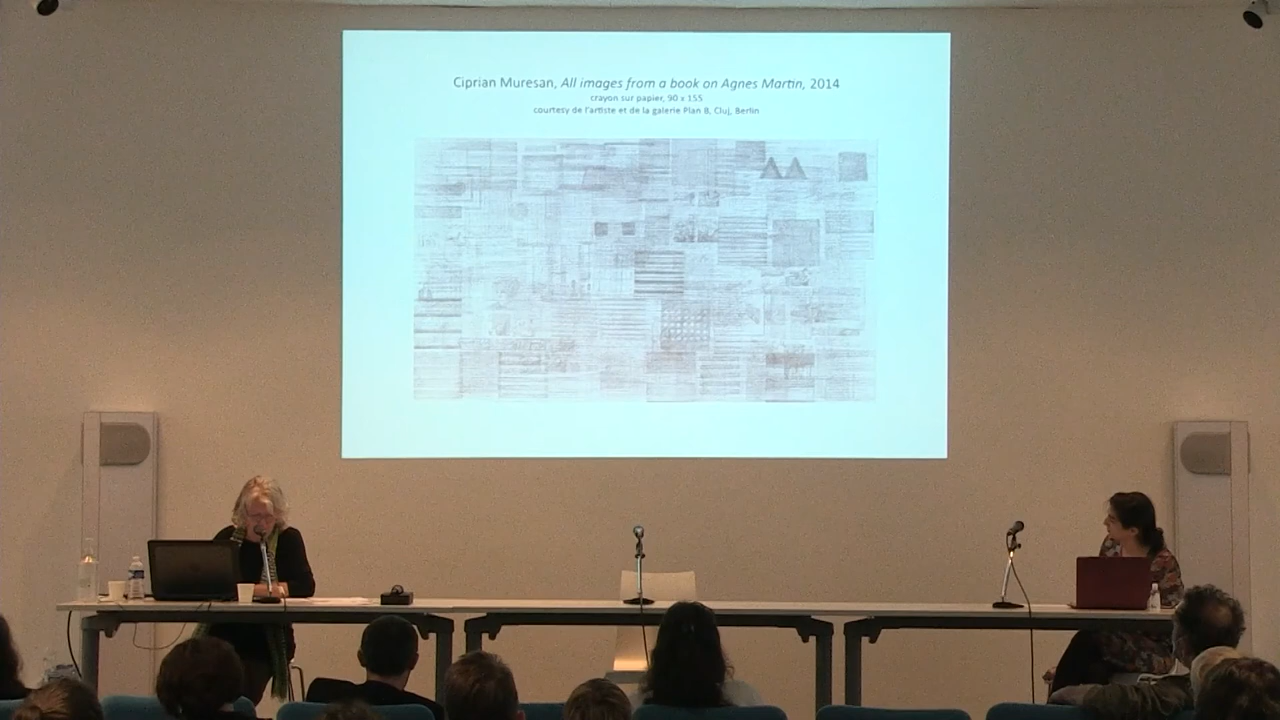 Ciprian Muresan, All images from a book on Agnes Martin, 2014
crayon sur papier, 90 x 155
courtesy de l'artiste et de la galerie Plan B, Cluj, Berlin